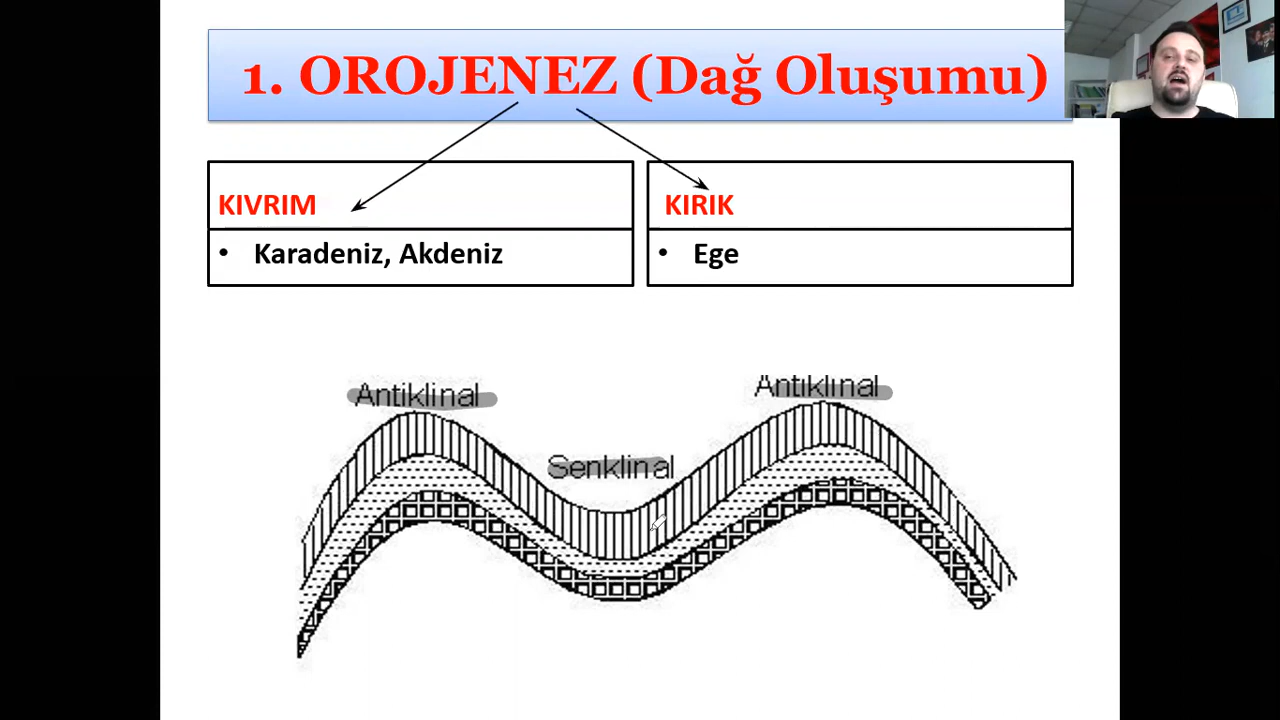 1. OROJENEZ (Dağ Oluşumu)
KIVRIM
KIRIK
• Karadeniz, Akdeniz
• Ege
Antiklinal
Antiklinal
Senklinal